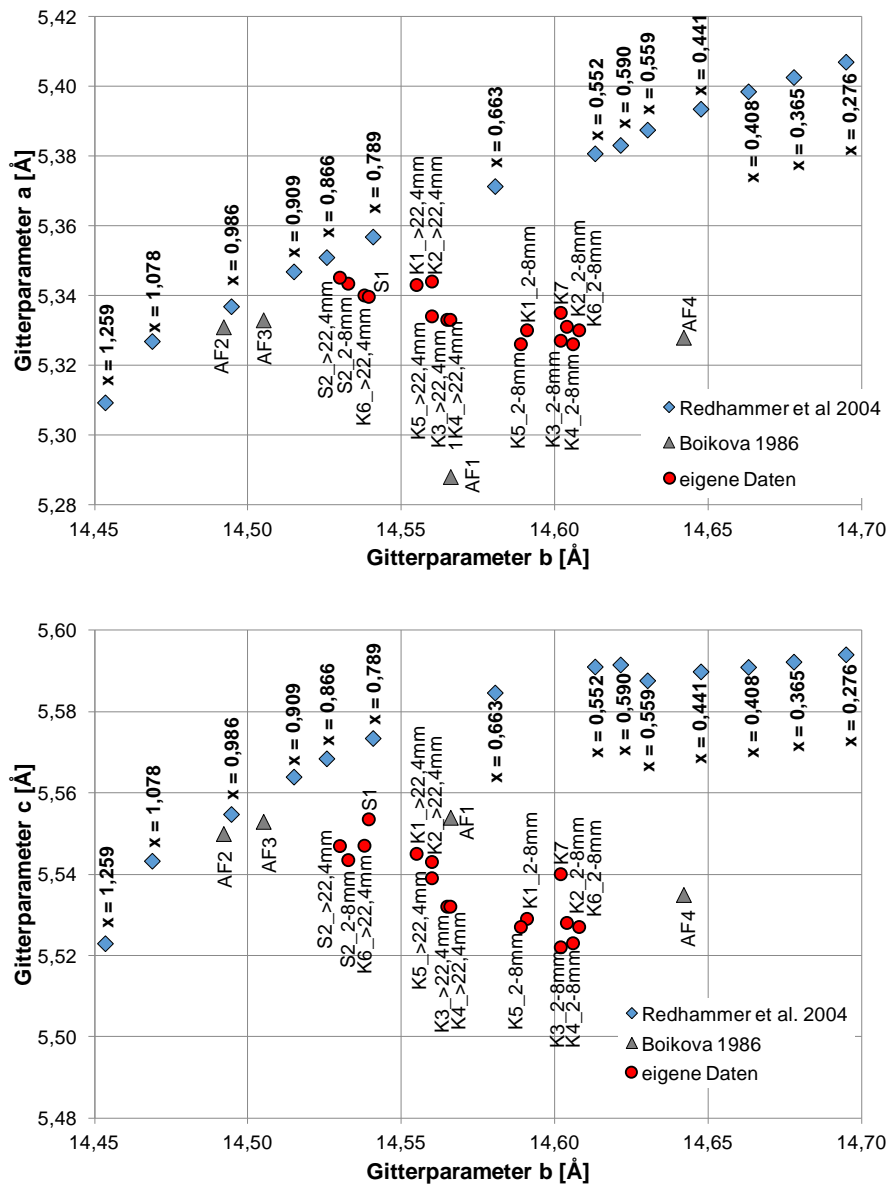 5,42
5,40
5,38
5,36
5,34
5,32
5,30
5,28
Gitterparameter a [Å]
x = 1,259
x = 1,078
x = 0,986
x = 0,909
x = 0,866
x = 0,789
x = 0,663
x = 0,552
x = 0,590
x = 0,559
x = 0,441
x = 0,408
x = 0,365
x = 0,276
AF2
AF3
S2_>22,4mm
S2_2-8mm
K6_>22,4mm
S1
K1_>22,4mm
K2_>22,4mm
K5_>22,4mm
K3_>22,4mm
1K4_>22,4mm
AF1
K5_2-8mm
K1_2-8mm
K3_2-8mm
K4_2-8mm
K7
K2_2-8mm
K6_2-8mm
AF4
Redhammer et al 2004
Boikova 1986
eigene Daten
14,45
14,50
14,55
14,60
14,65
14,70
Gitterparameter b [Å]
5,60
5,58
5,56
5,54
5,52
5,50
5,48
Gitterparameter c [Å]
x = 1,259
x = 1,078
x = 0,986
x = 0,909
x = 0,866
x = 0,789
x = 0,663
x = 0,552
x = 0,590
x = 0,559
x = 0,441
x = 0,408
x = 0,365
x = 0,276
AF2
AF3
S2_>22,4mm
S2_2-8mm
K6_>22,4mm
S1
K1_>22,4mm
K2_>22,4mm
AF1
K5_>22,4mm
K3_>22,4mm
K4_>22,4mm
K5_2-8mm
K1_2-8mm
K3_2-8mm
K4_2-8mm
K7
K2_2-8mm
K6_2-8mm
AF4
Redhammer et al. 2004
Boikova 1986
eigene Daten
14,45
14,50
14,55
14,60
14,65
14,70
Gitterparameter b [Å]